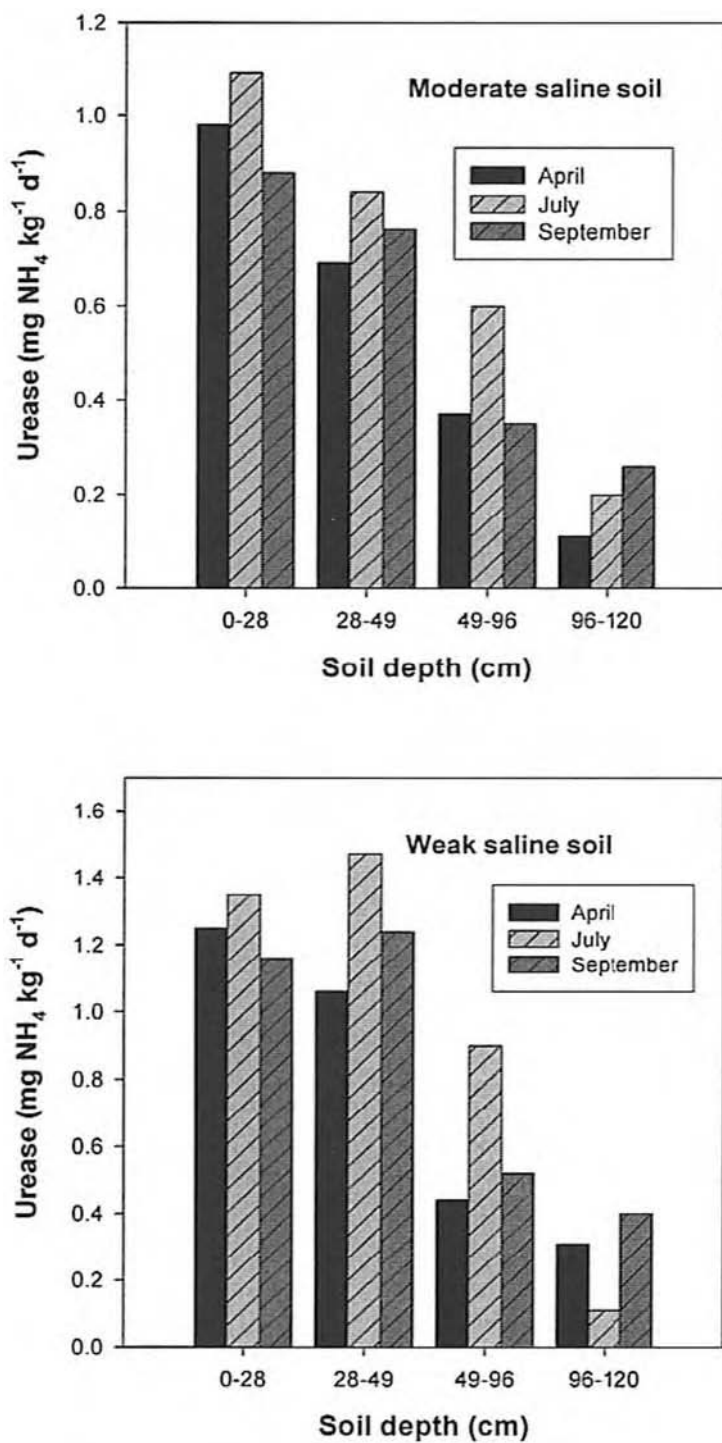 1.2
Moderate saline soil
1.0
April
July
September
0.8
0.6
0.4
0.2
0.0
Urease (mg NH₄ kg⁻¹ d⁻¹)
0-28 28-49 49-96 96-120
Soil depth (cm)
1.6
Weak saline soil
1.4
April
July
September
1.2
1.0
0.8
0.6
0.4
0.2
0.0
Urease (mg NH₄ kg⁻¹ d⁻¹)
0-28 28-49 49-96 96-120
Soil depth (cm)